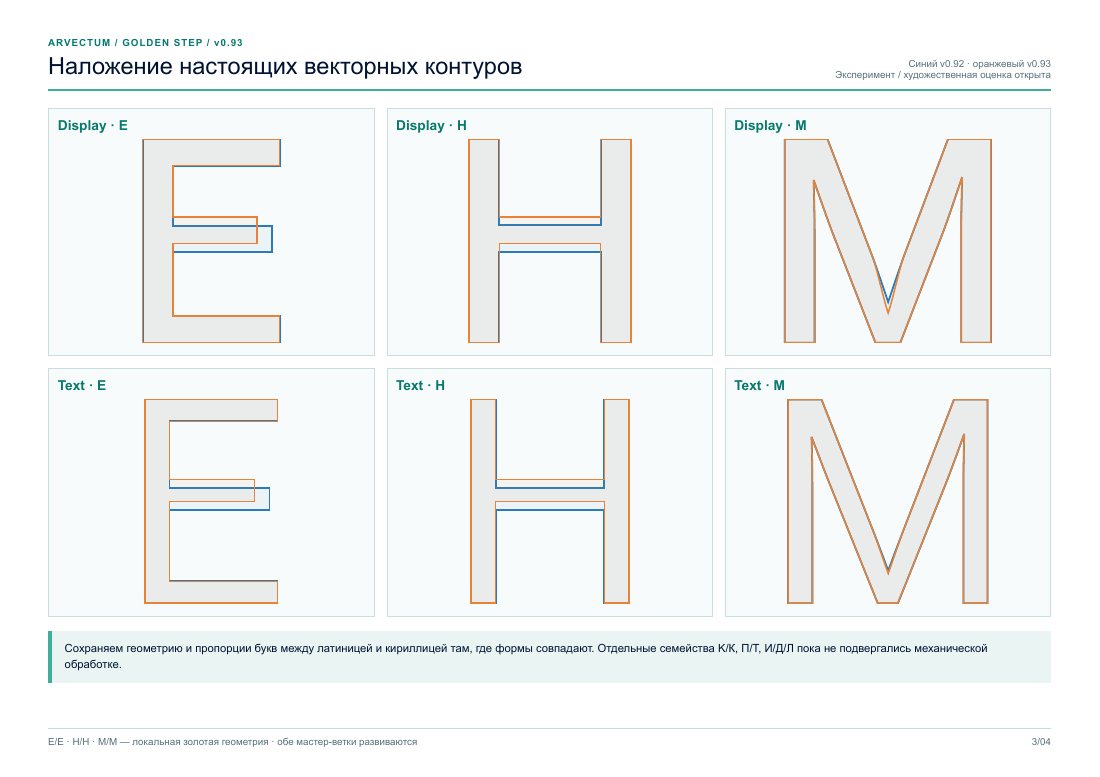 ARVECTUM / GOLDEN STEP / v0.93
Наложение настоящих векторных контуров
Синий v0.92 · оранжевый v0.93
Эксперимент / художественная оценка открыта
Display · E
Display · H
Display · M
E
H
M
Text · E
Text · H
Text · M
E
H
M
Сохраняем геометрию и пропорции букв между латиницей и кириллицей там, где формы совпадают. Отдельные семейства K/К, П/Т, И/Д/Л пока не подвергались механической
обработке.
E/Е · H/Н · M/М — локальная золотая геометрия · обе мастер-ветки развиваются
3/04